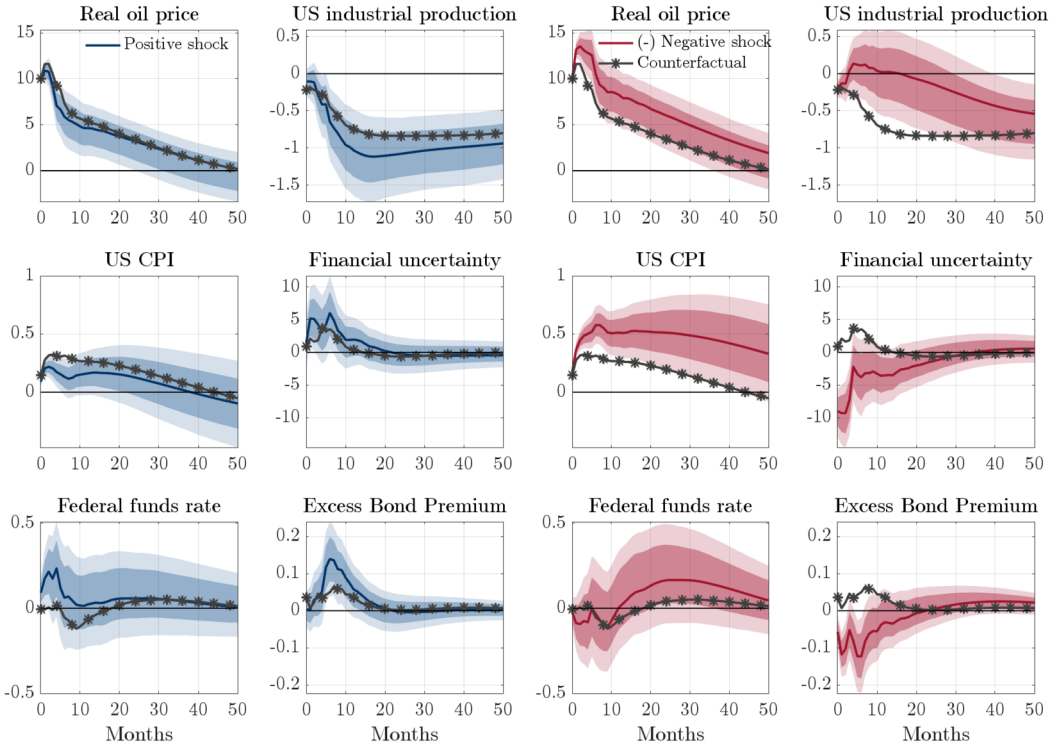 Real oil price
US industrial production
Real oil price
US industrial production
15
10
5
0
0 10 20 30 40 50
Positive shock
0.5
0
-0.5
-1
-1.5
0 10 20 30 40 50
15
10
5
0
0 10 20 30 40 50
(-) Negative shock
Counterfactual
0.5
0
-0.5
-1
-1.5
0 10 20 30 40 50
US CPI
Financial uncertainty
US CPI
Financial uncertainty
1
0.5
0
0 10 20 30 40 50
10
5
0
-5
-10
0 10 20 30 40 50
1
0.5
0
0 10 20 30 40 50
10
5
0
-5
-10
0 10 20 30 40 50
Federal funds rate
Excess Bond Premium
Federal funds rate
Excess Bond Premium
0.5
0
-0.5
0 10 20 30 40 50
Months
0.2
0.1
0
-0.1
-0.2
0 10 20 30 40 50
Months
0.5
0
-0.5
0 10 20 30 40 50
Months
0.2
0.1
0
-0.1
-0.2
0 10 20 30 40 50
Months